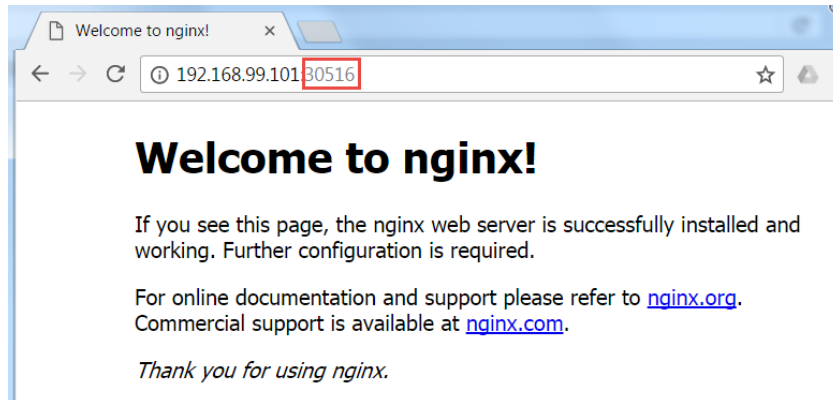 Welcome to nginx!
192.168.99.101:30516
Welcome to nginx!
If you see this page, the nginx web server is successfully installed and
working. Further configuration is required.
For online documentation and support please refer to nginx.org.
Commercial support is available at nginx.com.
Thank you for using nginx.